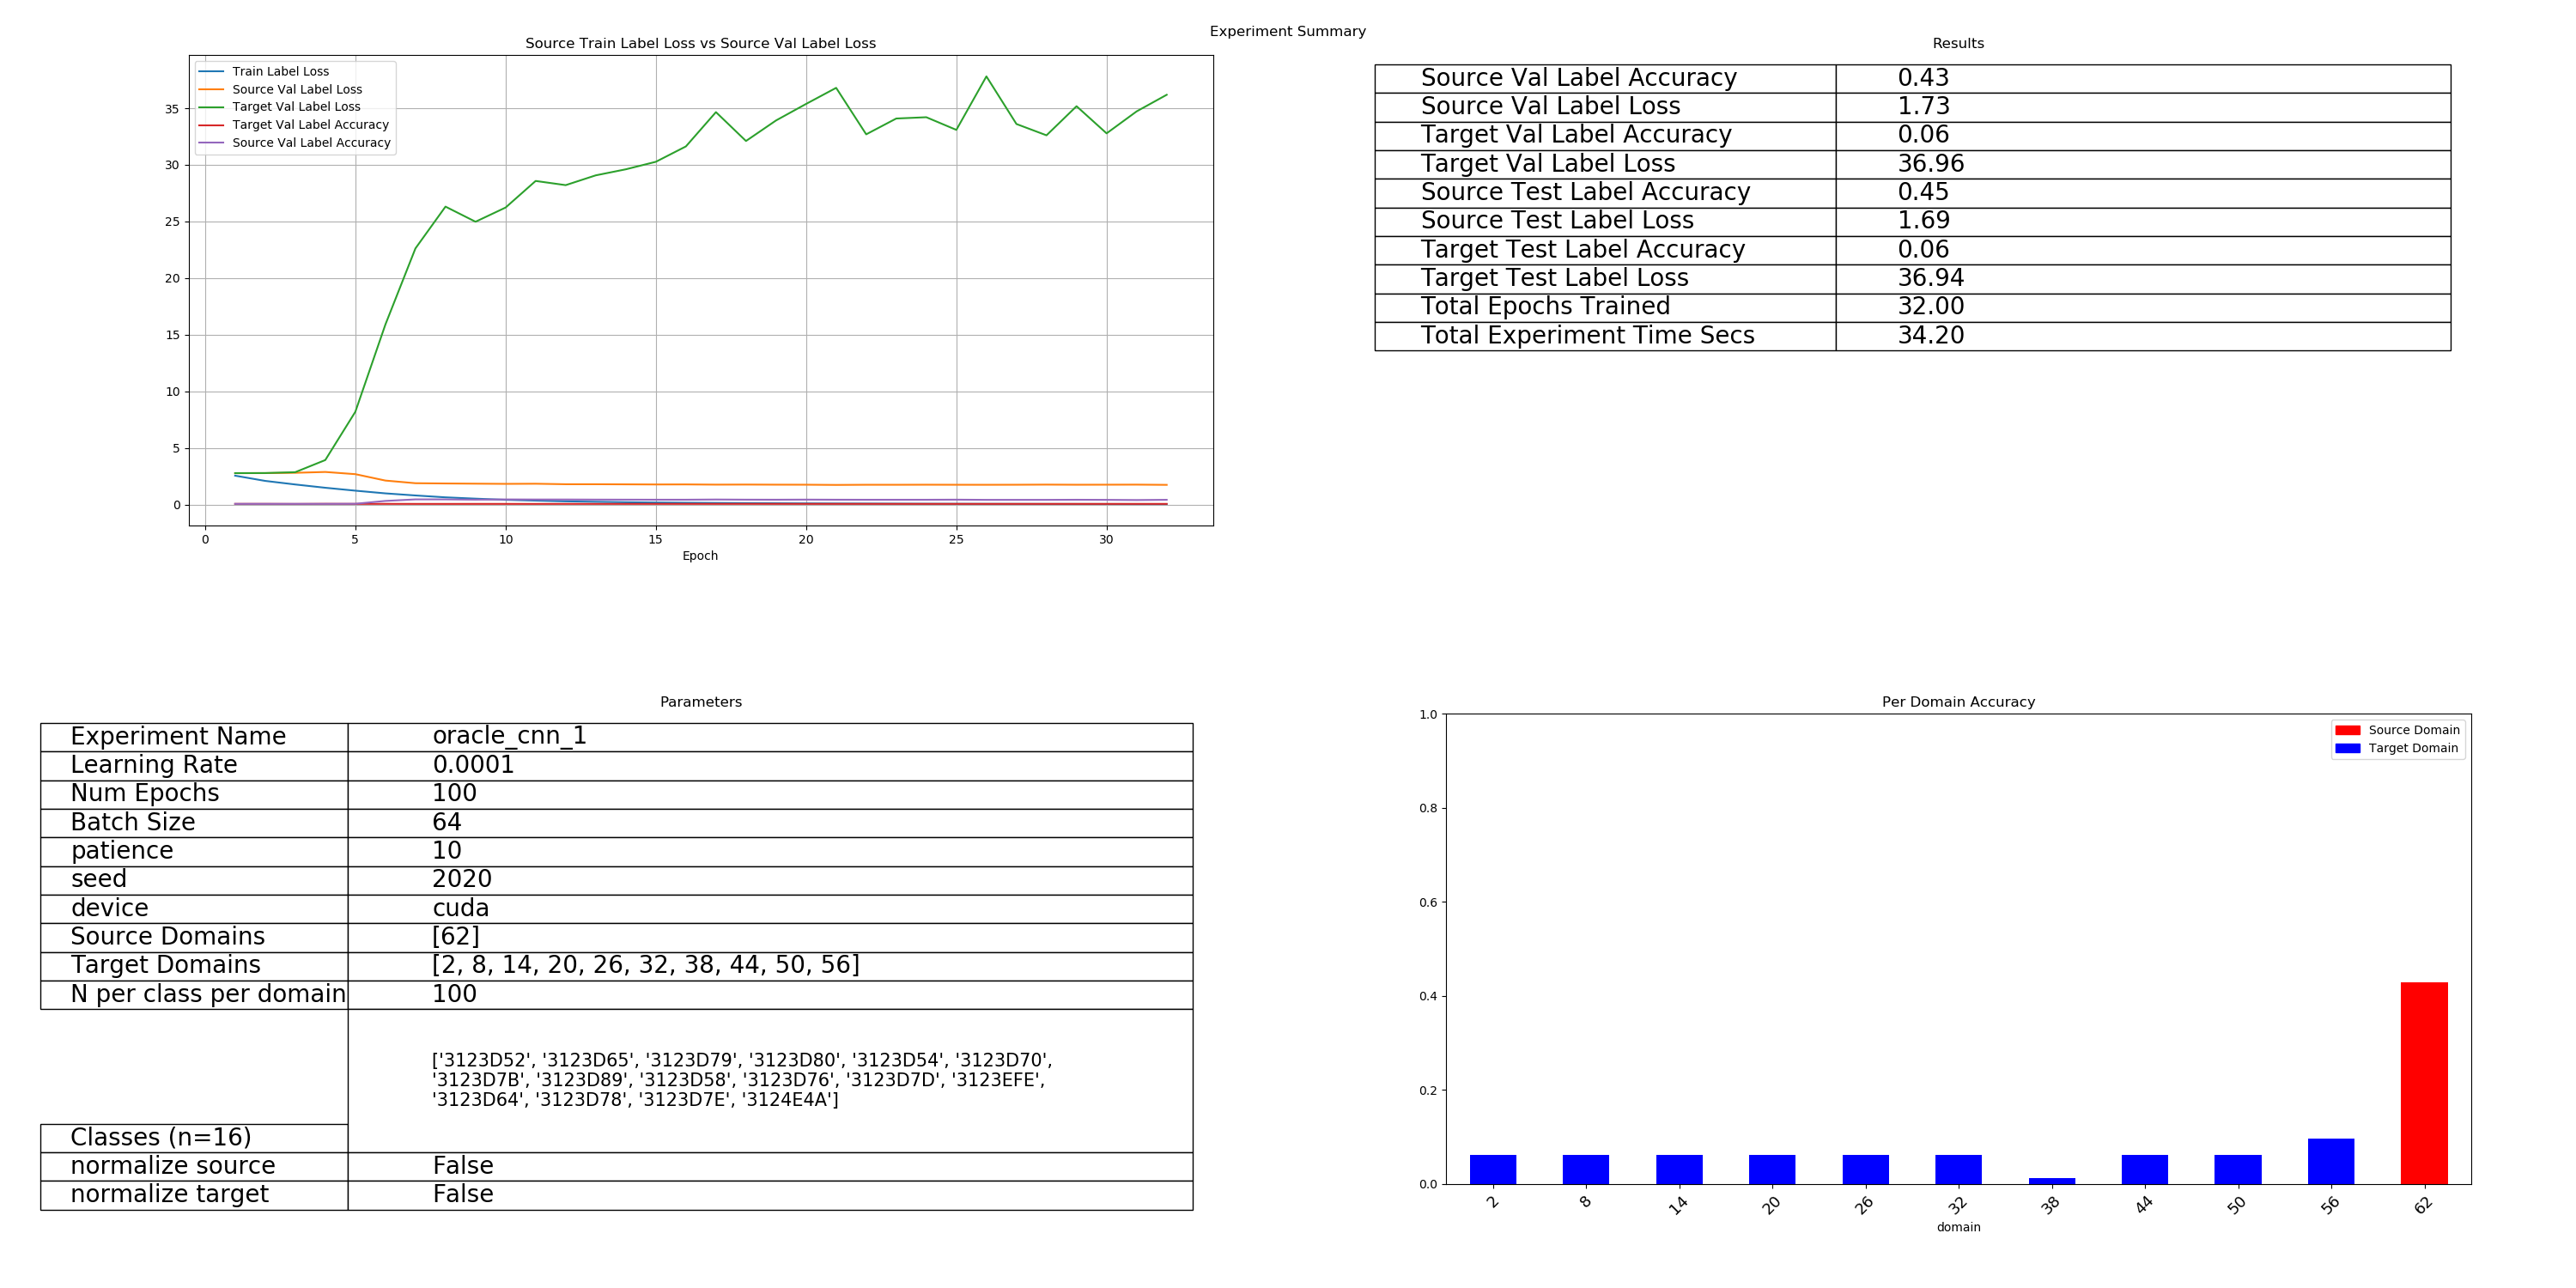 Experiment Summary
Source Train Label Loss vs Source Val Label Loss
Train Label Loss
Source Val Label Loss
Target Val Label Loss
Target Val Label Accuracy
Source Val Label Accuracy
35
30
25
20
15
10
5
0
0 5 10 15 20 25 30
Epoch
Results
Source Val Label Accuracy 0.43
Source Val Label Loss 1.73
Target Val Label Accuracy 0.06
Target Val Label Loss 36.96
Source Test Label Accuracy 0.45
Source Test Label Loss 1.69
Target Test Label Accuracy 0.06
Target Test Label Loss 36.94
Total Epochs Trained 32.00
Total Experiment Time Secs 34.20
Parameters
Experiment Name oracle_cnn_1
Learning Rate 0.0001
Num Epochs 100
Batch Size 64
patience 10
seed 2020
device cuda
Source Domains [62]
Target Domains [2, 8, 14, 20, 26, 32, 38, 44, 50, 56]
N per class per domain 100
['3123D52', '3123D65', '3123D79', '3123D80', '3123D54', '3123D70',
'3123D7B', '3123D89', '3123D58', '3123D76', '3123D7D', '3123EFE',
'3123D64', '3123D78', '3123D7E', '3124E4A']
Classes (n=16)
normalize source False
normalize target False
Per Domain Accuracy
Source Domain
Target Domain
1.0
0.8
0.6
0.4
0.2
0.0
2 8 14 20 26 32 38 44 50 56 62
domain